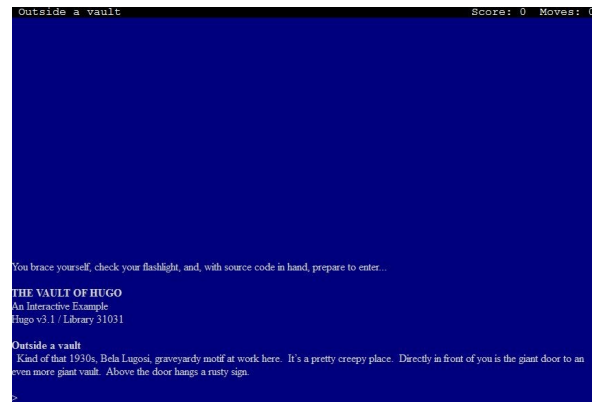 Outside a vault Score: 0 Moves: 0
You brace yourself, check your flashlight, and, with source code in hand, prepare to enter...
THE VAULT OF HUGO
An Interactive Example
Hugo v3.1 / Library 31031
Outside a vault
Kind of that 1930s, Bela Lugosi, graveyardy motif at work here. It's a pretty creepy place. Directly in front of you is the giant door to an
even more giant vault. Above the door hangs a rusty sign.
>